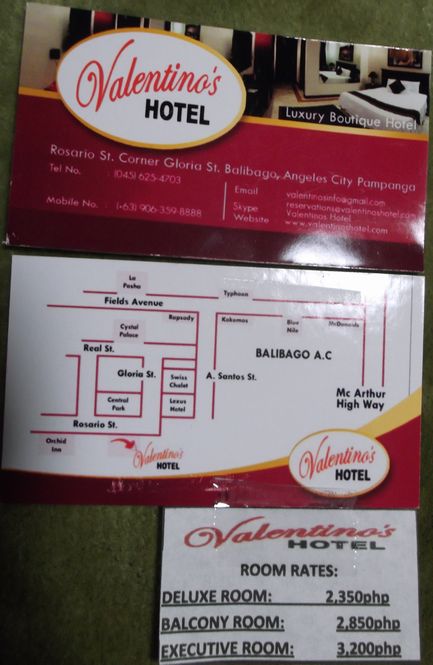 Valentino's
HOTEL
Luxury Boutique Hotel
Rosario St. Corner Gloria St. Balibago, Angeles City Pampanga
Tel No. : (045) 625-4703
Mobile No. : (+63) 906-359-8888
Email valentinosinfo@gmail.com
reservations@valentinoshotel.com
Skype Valentinos Hotel
Website www.valentinoshotel.com
La Pasha
Typhoon
Fields Avenue
Rapsody
Kokomos
Blue Nile
McDonalds
Cystal Palace
Real St.
BALIBAGO A.C
Gloria St.
Swiss Chalet
A. Santos St.
Mc Arthur
High Way
Central Park
Lexus Hotel
Rosario St.
Orchid Inn
Valentino's
HOTEL
Valentino's
HOTEL
Valentino's
HOTEL
ROOM RATES:
DELUXE ROOM: 2,350php
BALCONY ROOM: 2,850php
EXECUTIVE ROOM: 3,200php